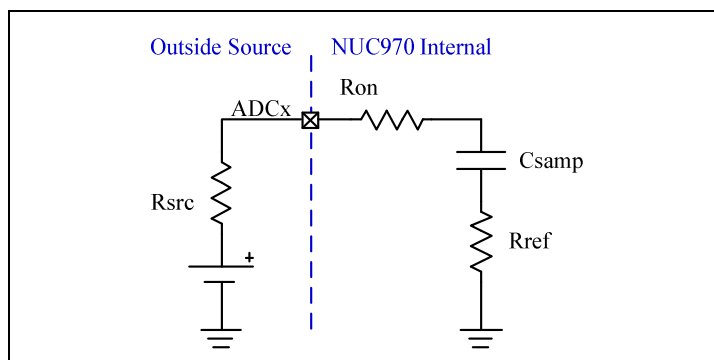 Outside Source
NUC970 Internal
ADCx
Ron
Csamp
Rsrc
Rref
+